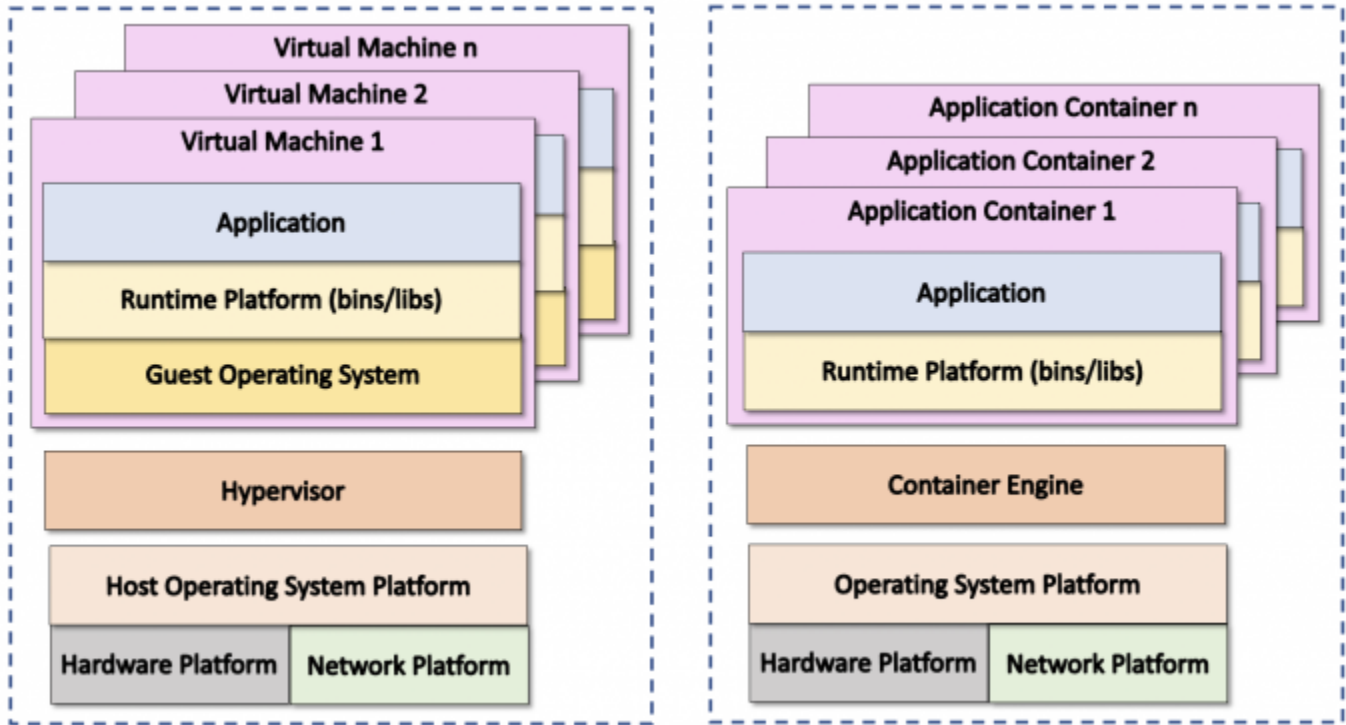 Virtual Machine n
Virtual Machine 2
Virtual Machine 1
Application
Runtime Platform (bins/libs)
Guest Operating System
Hypervisor
Host Operating System Platform
Hardware Platform
Network Platform
Application Container n
Application Container 2
Application Container 1
Application
Runtime Platform (bins/libs)
Container Engine
Operating System Platform
Hardware Platform
Network Platform